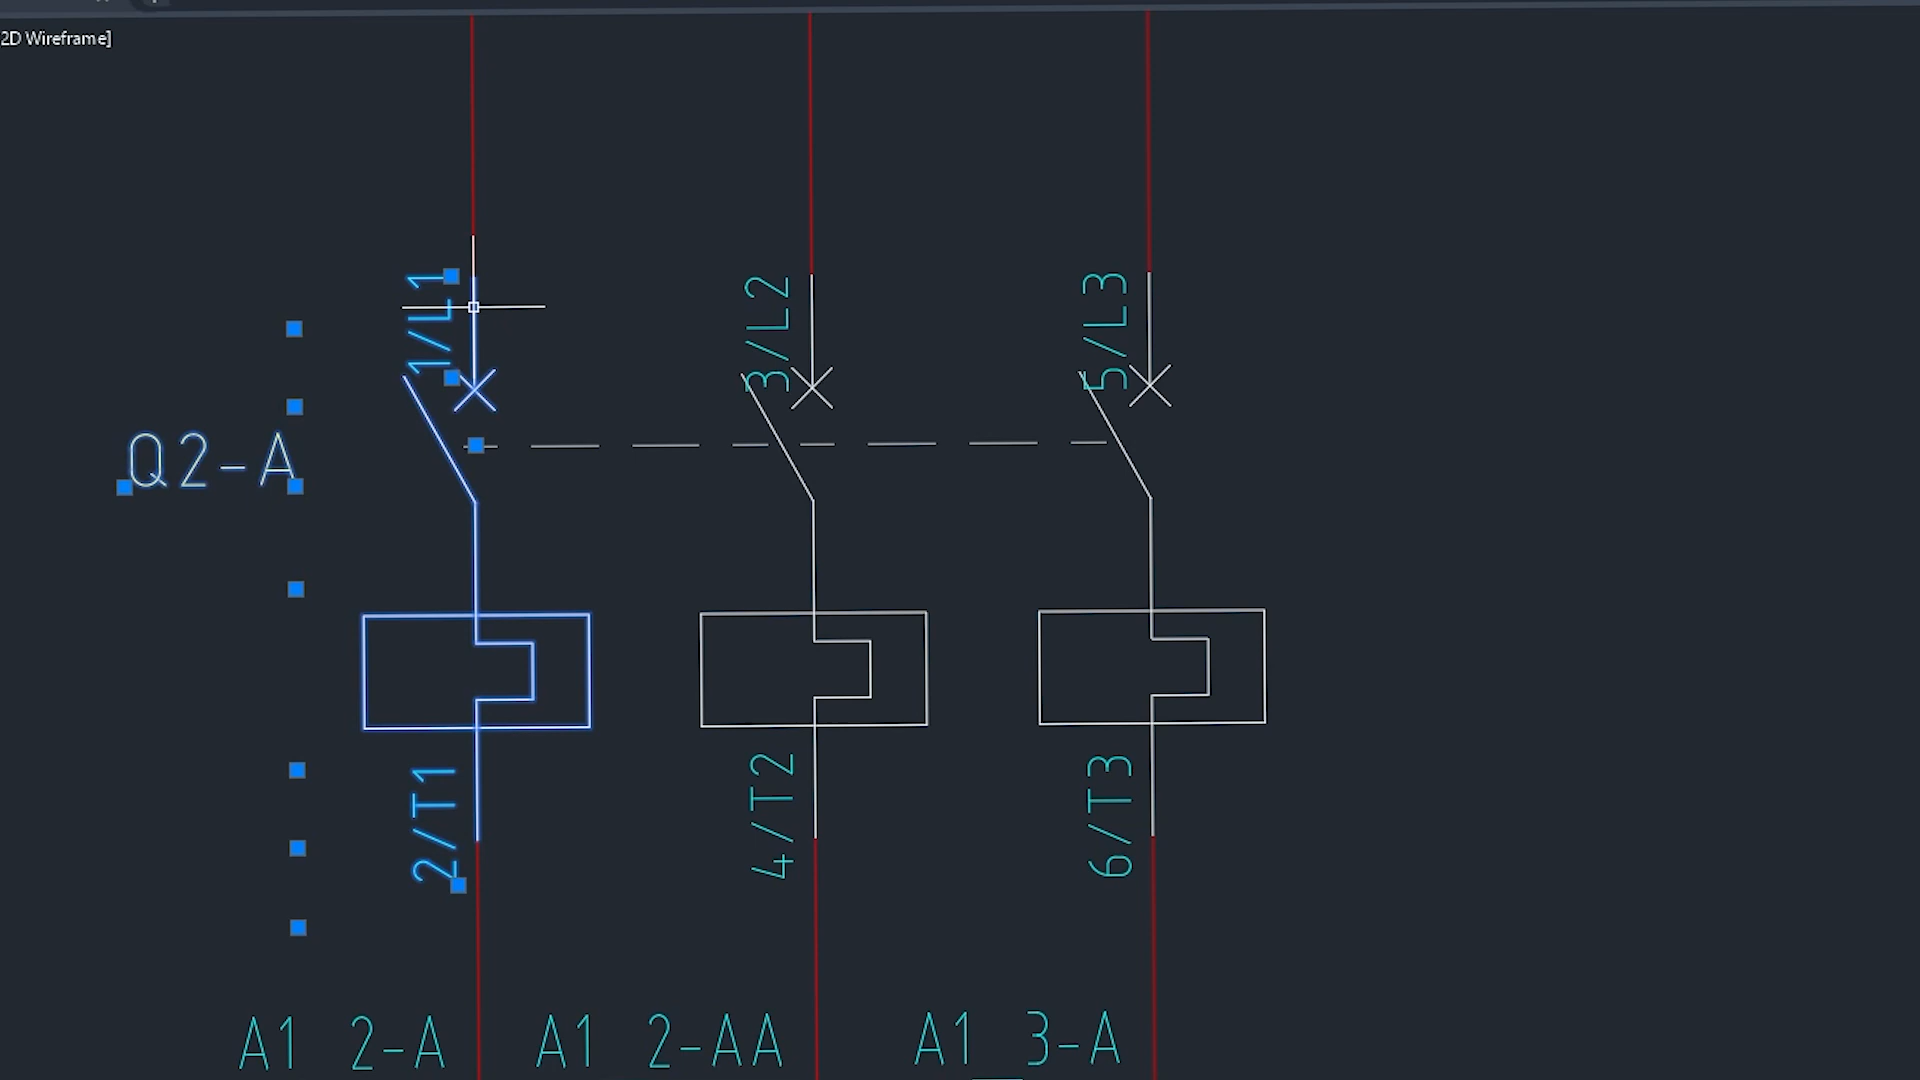 2D Wireframe]
1/L1
3/L2
5/L3
Q2-A
2/T1
4/T2
6/T3
A1 2-A
A1 2-AA
A1 3-A